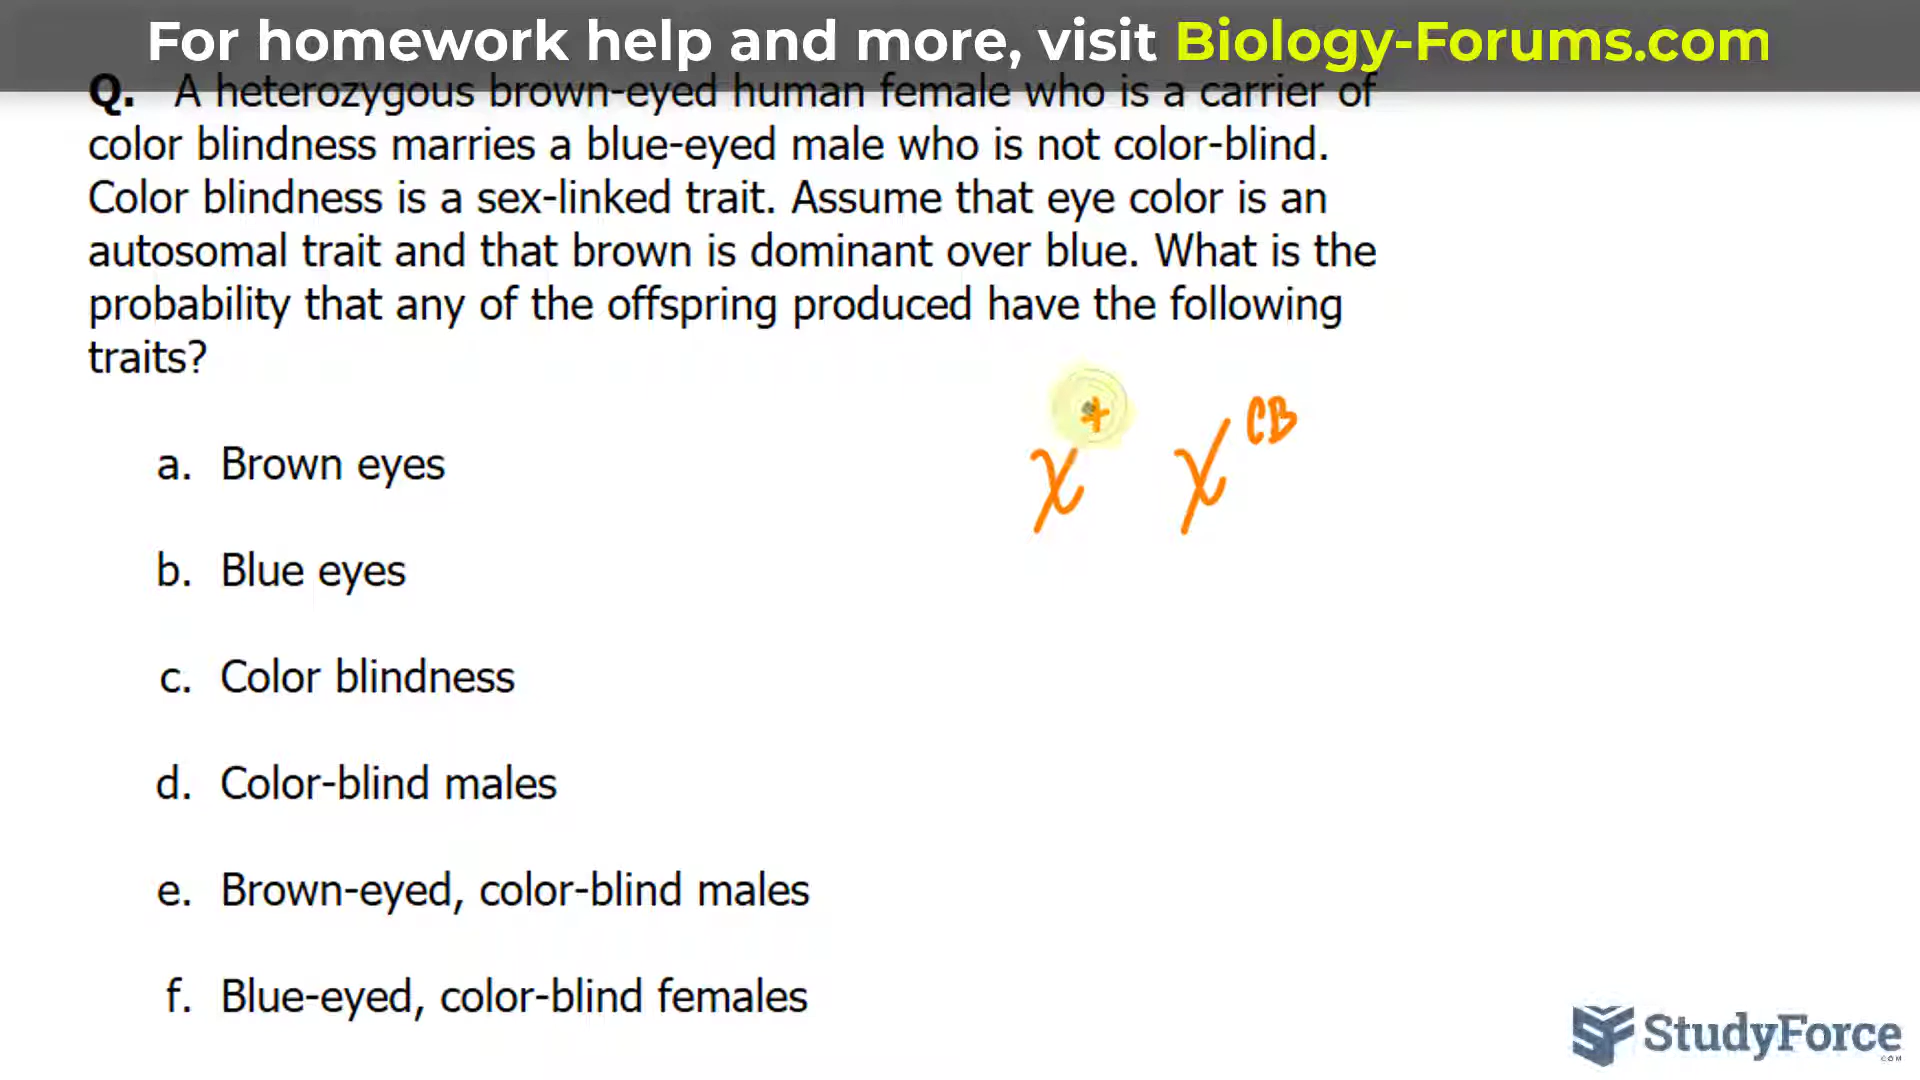 For homework help and more, visit Biology-Forums.com
Q. A heterozygous brown-eyed human female who is a carrier of
color blindness marries a blue-eyed male who is not color-blind.
Color blindness is a sex-linked trait. Assume that eye color is an
autosomal trait and that brown is dominant over blue. What is the
probability that any of the offspring produced have the following
traits?
X+ XCB
a. Brown eyes
b. Blue eyes
c. Color blindness
d. Color-blind males
e. Brown-eyed, color-blind males
f. Blue-eyed, color-blind females
SF StudyForce
.COM